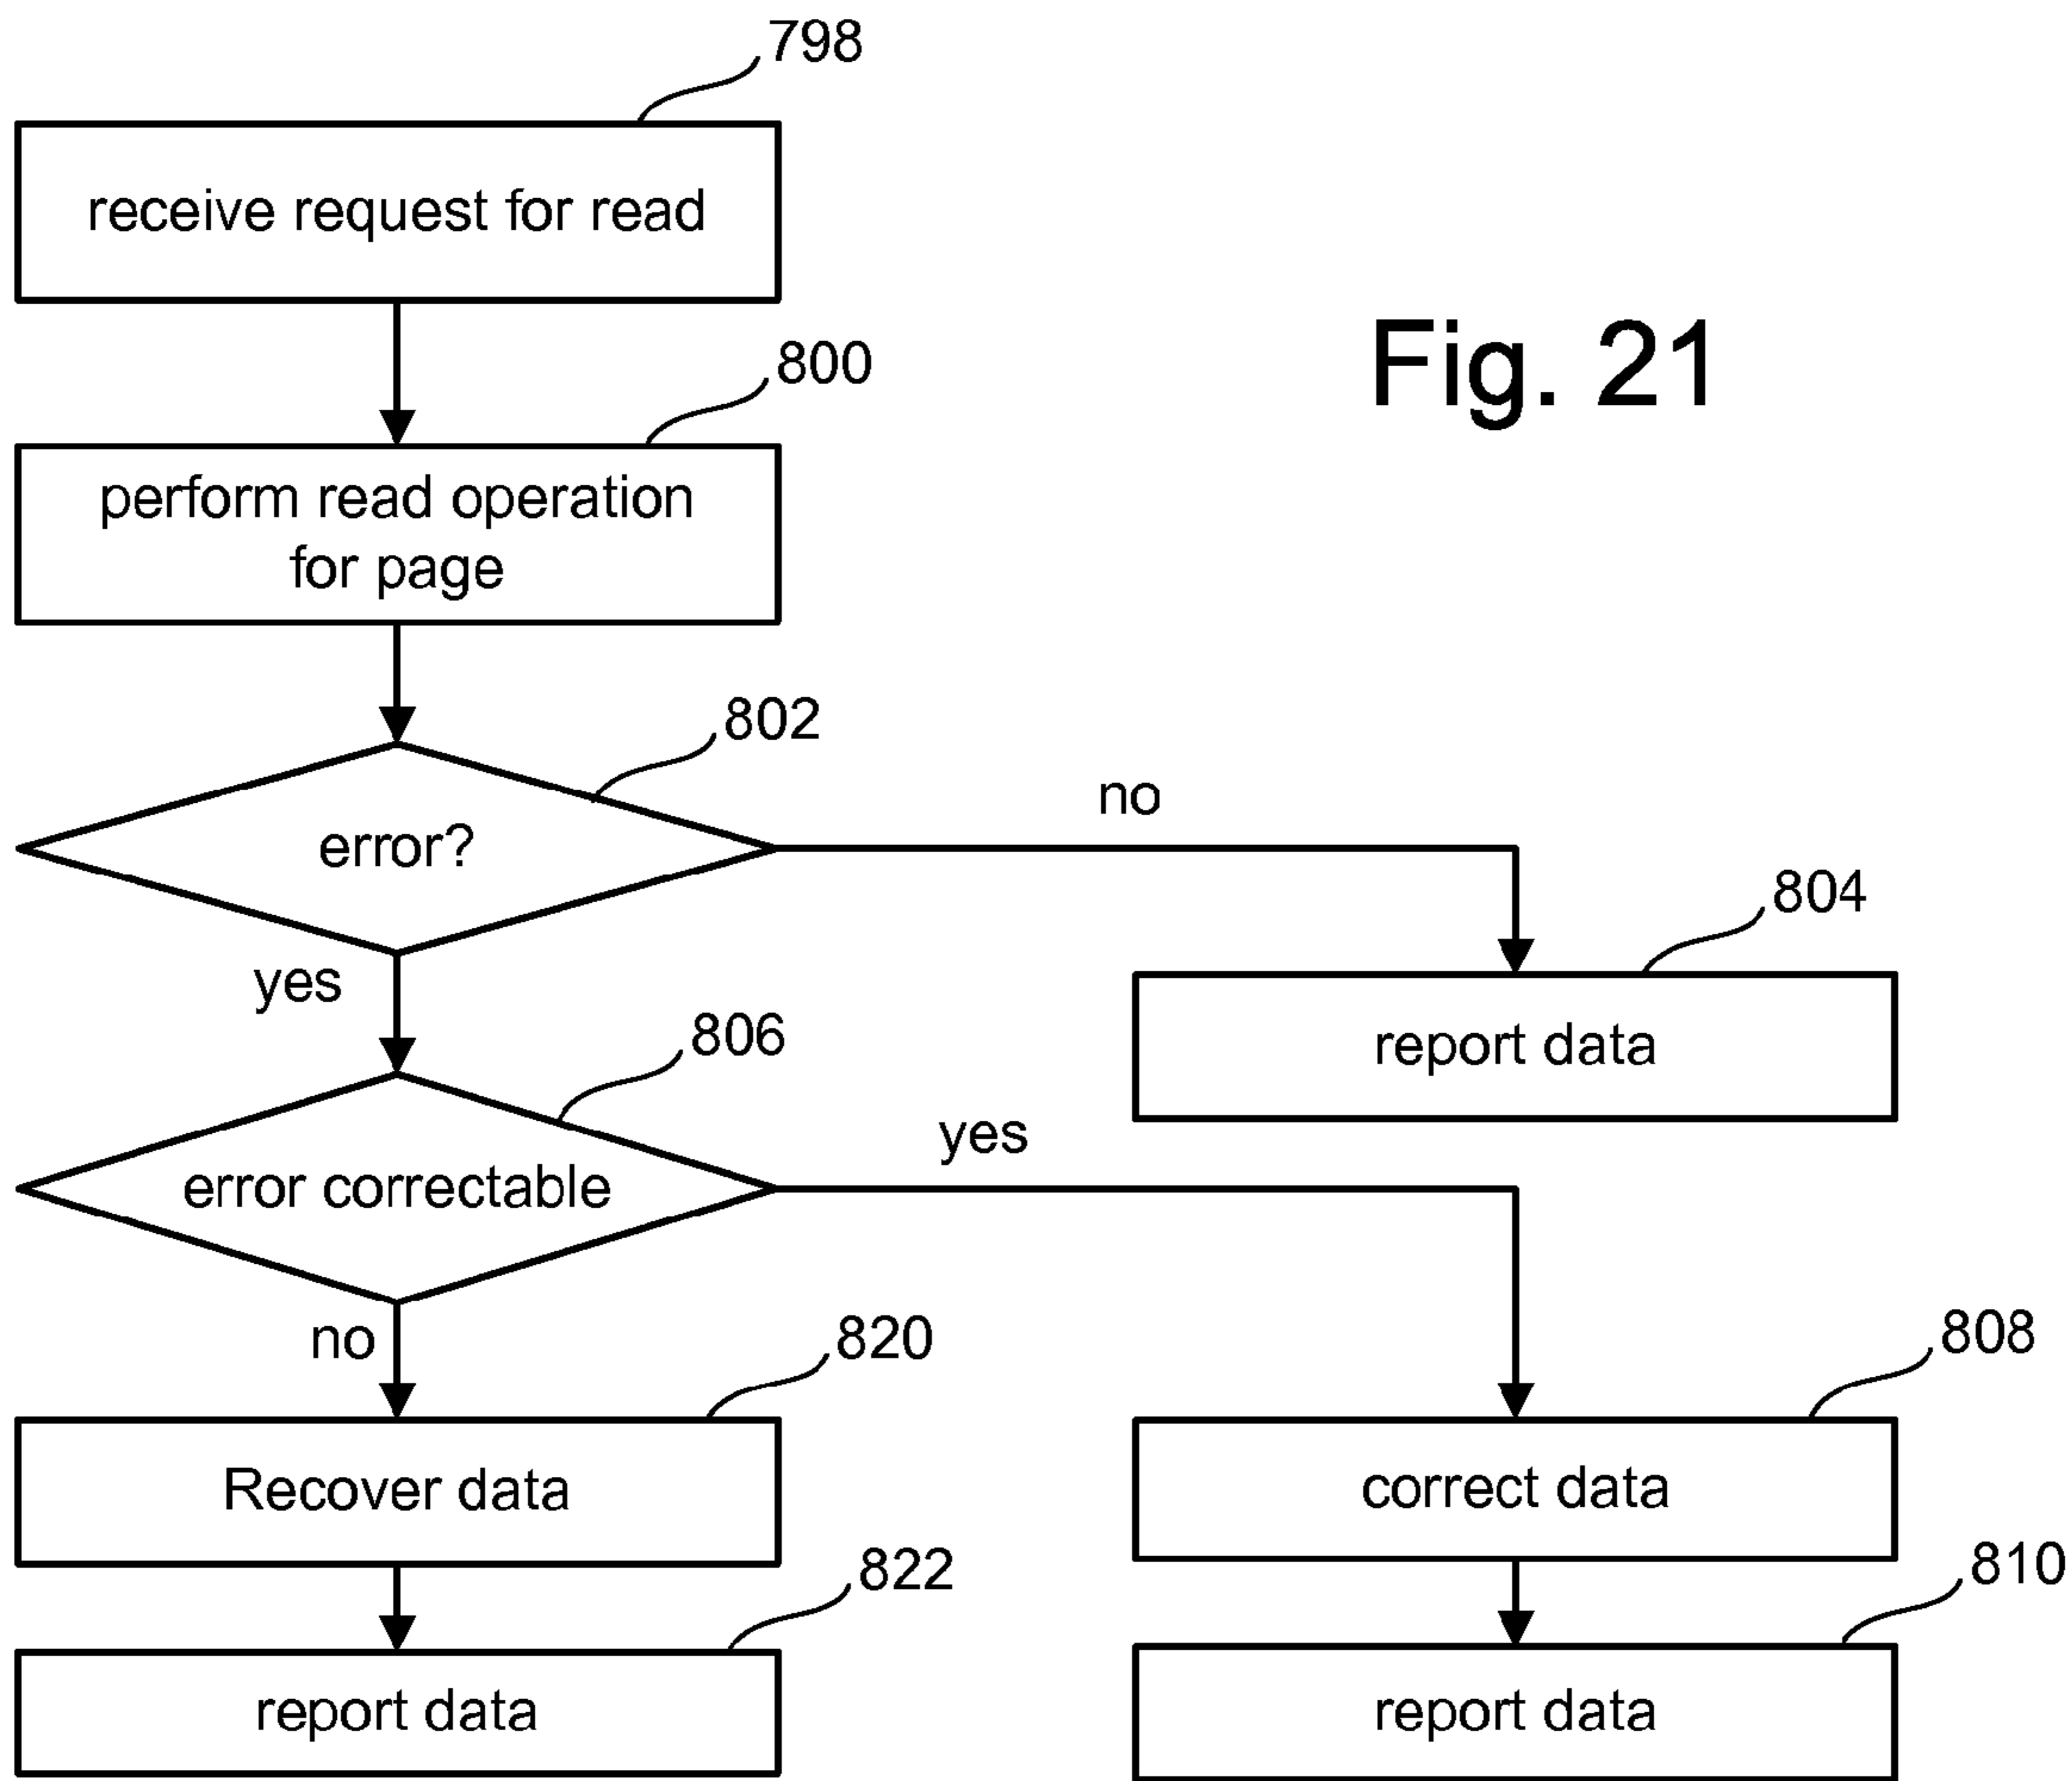 798
receive request for read
Fig. 21
800
perform read operation
for page
802
error?
no
804
report data
yes
806
error correctable
yes
no
820
808
Recover data
correct data
822
810
report data
report data